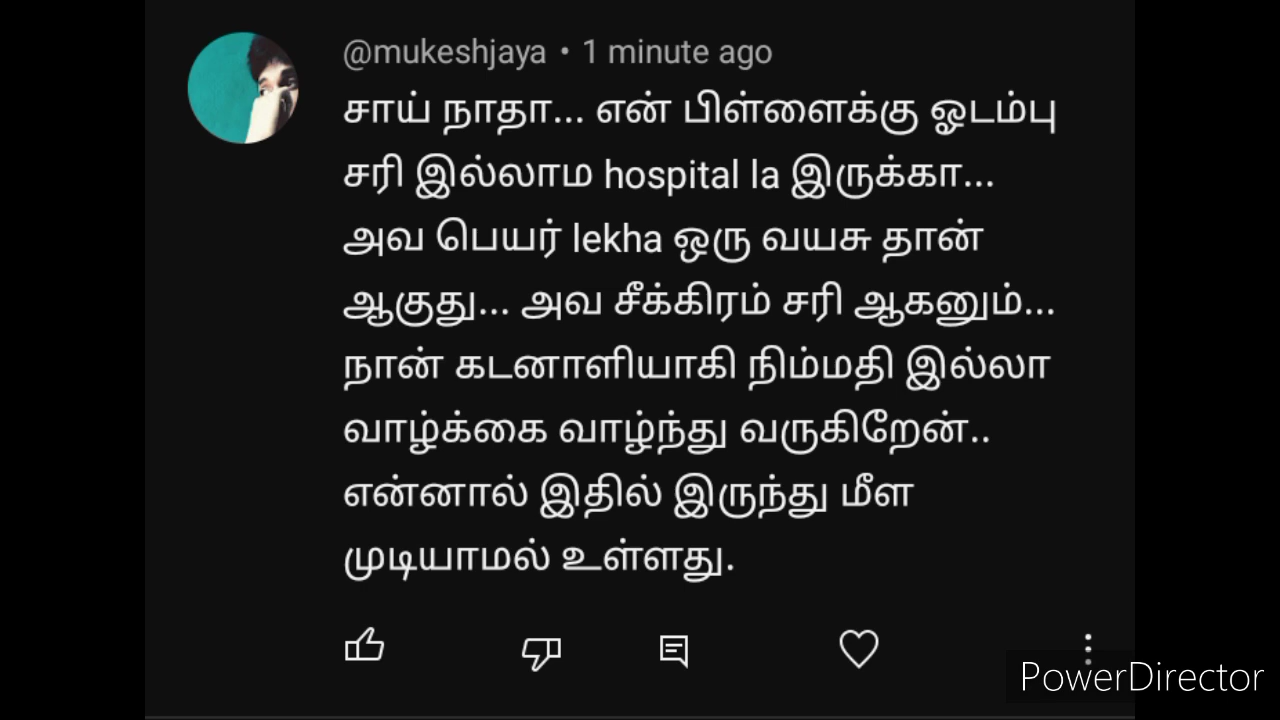 @mukeshjaya • 1 minute ago
சாய் நாதா... என் பிள்ளைக்கு ஓடம்பு
சரி இல்லாம hospital la இருக்கா...
அவ பெயர் lekha ஒரு வயசு தான்
ஆகுது... அவ சீக்கிரம் சரி ஆகனும்...
நான் கடனாளியாகி நிம்மதி இல்லா
வாழ்க்கை வாழ்ந்து வருகிறேன்..
என்னால் இதில் இருந்து மீள
முடியாமல் உள்ளது.
PowerDirector